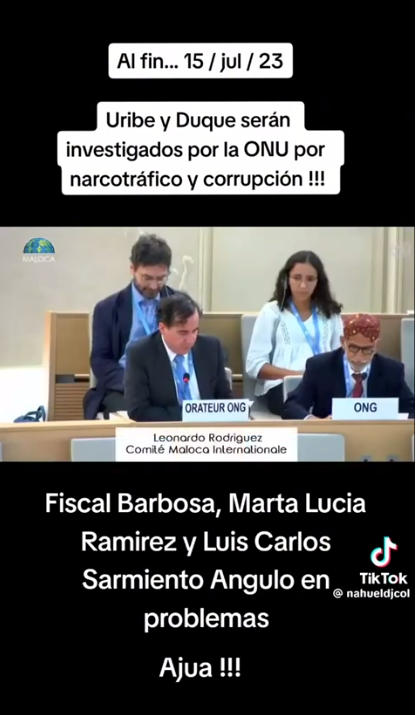 Al fin... 15 / jul / 23
Uribe y Duque serán
investigados por la ONU por
narcotráfico y corrupción !!!
MALOCA
ORATEUR ONG
ONG
Leonardo Rodriguez
Comité Maloca Internationale
Fiscal Barbosa, Marta Lucia
Ramirez y Luis Carlos
Sarmiento Angulo en
problemas
Ajua !!!
TikTok
@ nahueldjcol